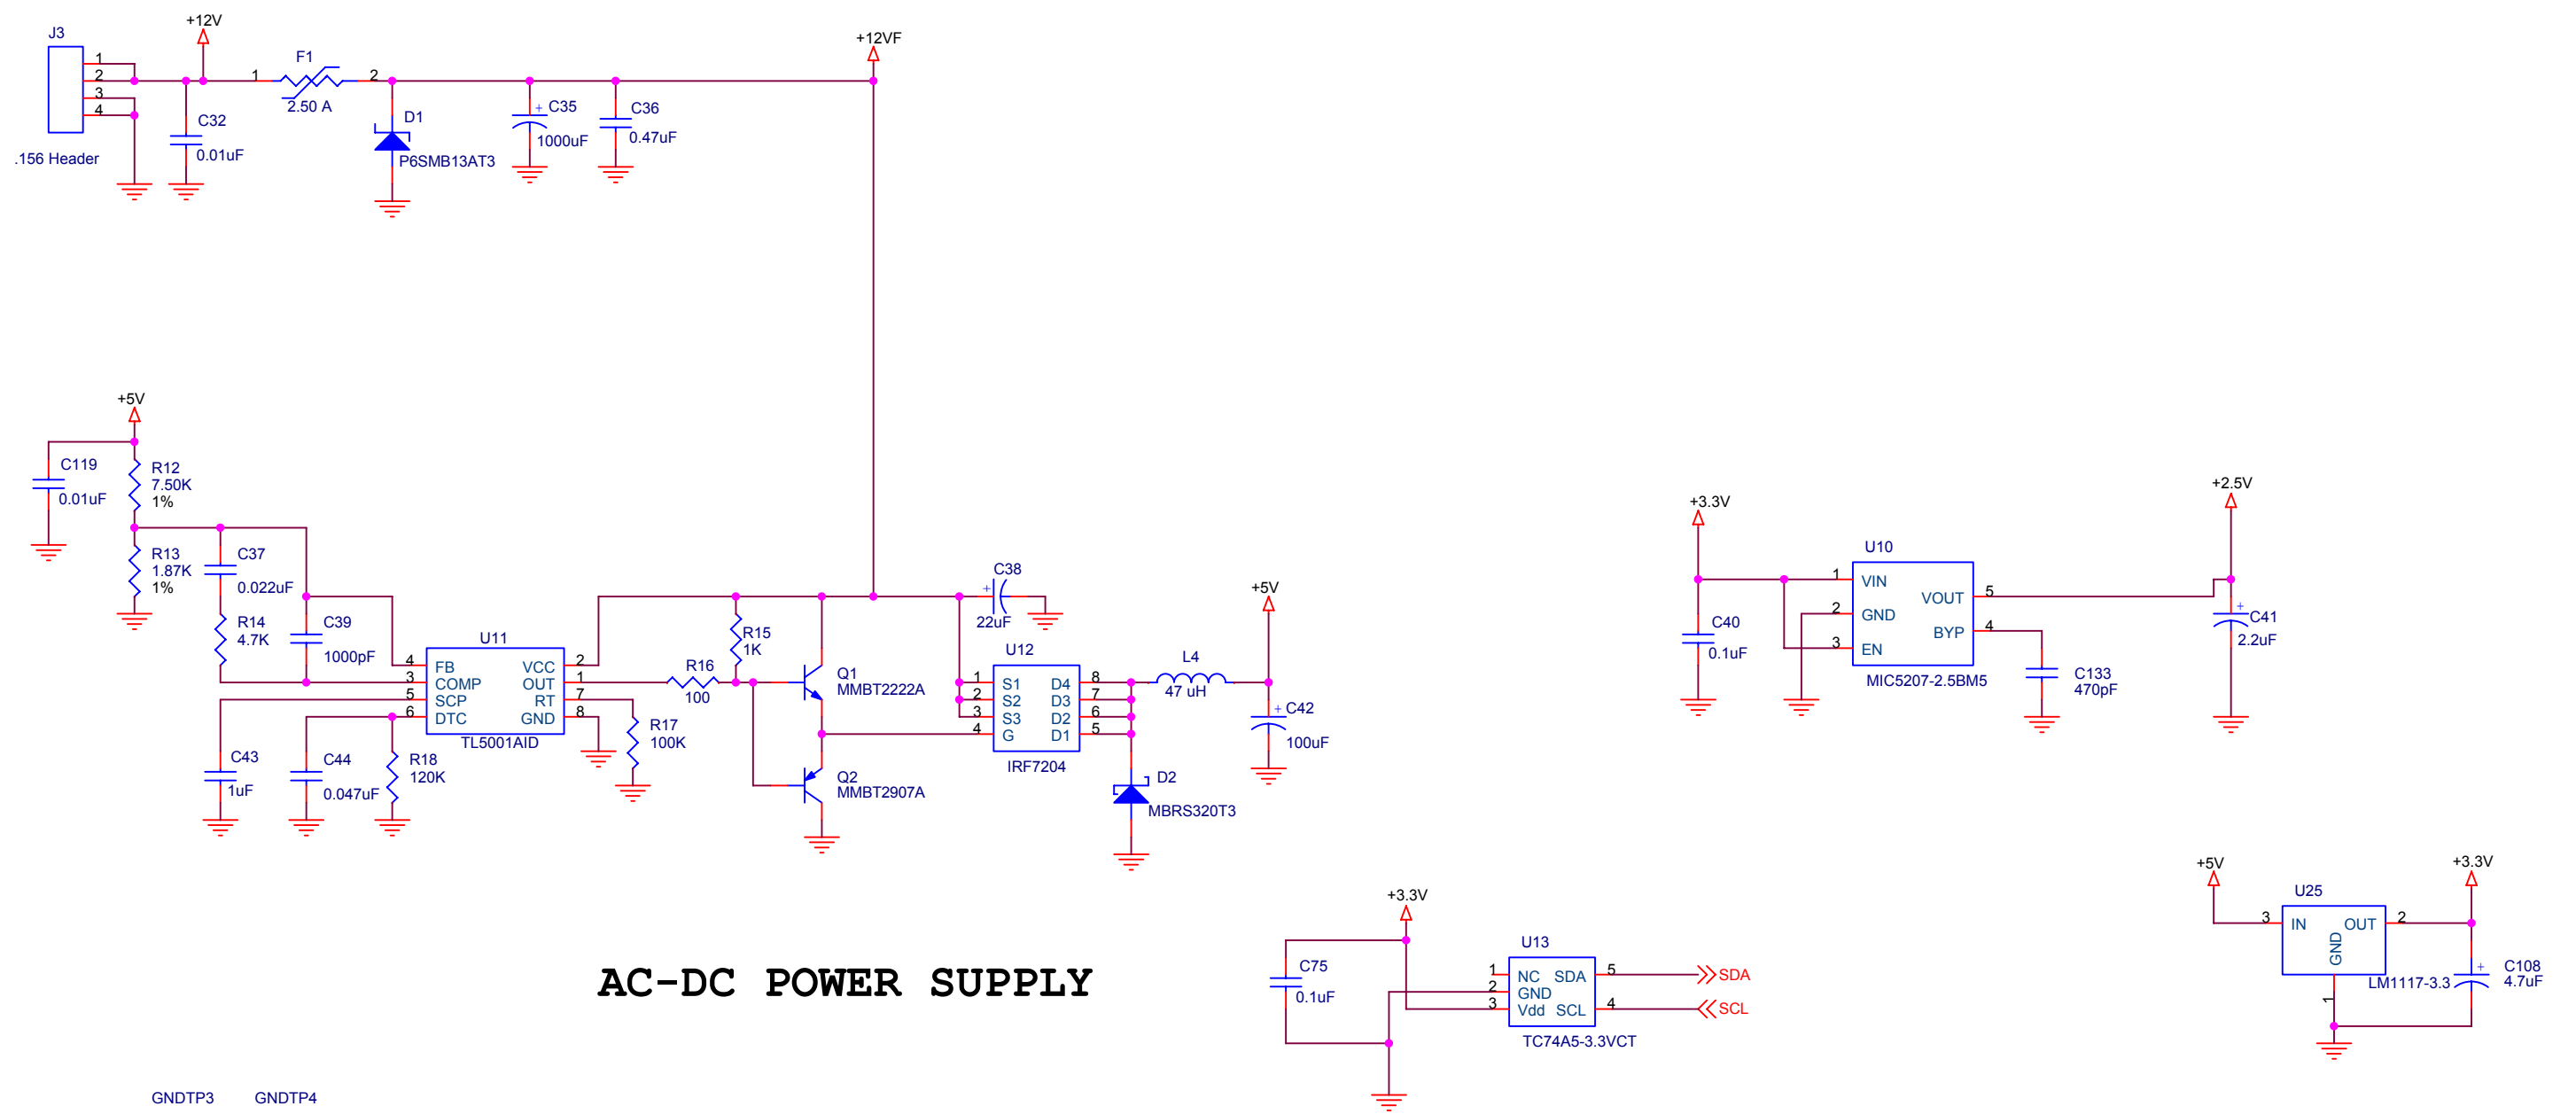 J3
1
2
3
4
.156 Header
+12V
C32
0.01uF
F1
1
2
2.50 A
D1
P6SMB13AT3
+
C35
1000uF
C36
0.47uF
+12VF
+5V
C119
0.01uF
R12
7.50K
1%
R13
1.87K
1%
C37
0.022uF
R14
4.7K
C39
1000pF
C43
1uF
C44
0.047uF
R18
120K
U11
4 FB VCC 2
3 COMP OUT 1
5 SCP RT 7
6 DTC GND 8
TL5001AID
R17
100K
R16
100
R15
1K
Q1
MMBT2222A
Q2
MMBT2907A
C38
+
22uF
U12
1 S1 D4 8
2 S2 D3 7
3 S3 D2 6
4 G D1 5
IRF7204
L4
47 uH
+5V
+
C42
100uF
D2
MBRS320T3
+3.3V
C40
0.1uF
U10
1 VIN
VOUT 5
2 GND
BYP 4
3 EN
MIC5207-2.5BM5
C133
470pF
+2.5V
+
C41
2.2uF
+3.3V
C75
0.1uF
U13
1 NC SDA 5 SDA
2 GND
3 Vdd SCL 4 SCL
TC74A5-3.3VCT
+5V
U25
3 IN OUT 2
GND
1
LM1117-3.3
+3.3V
+
C108
4.7uF
AC-DC POWER SUPPLY
GNDTP3 GNDTP4